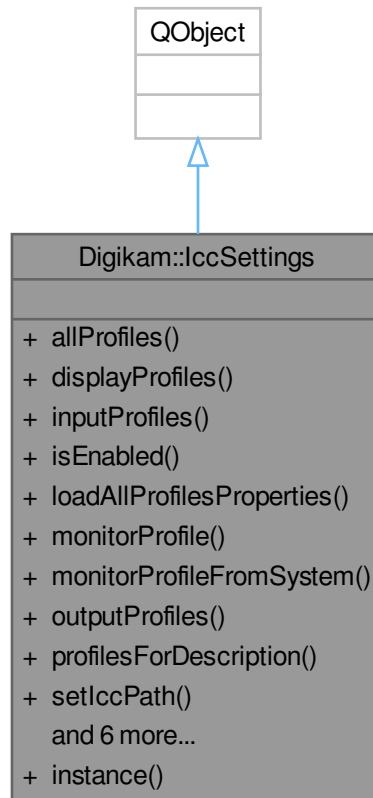 QObject
Digikam::IccSettings
+ allProfiles()
+ displayProfiles()
+ inputProfiles()
+ isEnabled()
+ loadAllProfilesProperties()
+ monitorProfile()
+ monitorProfileFromSystem()
+ outputProfiles()
+ profilesForDescription()
+ setIccPath()
and 6 more...
+ instance()